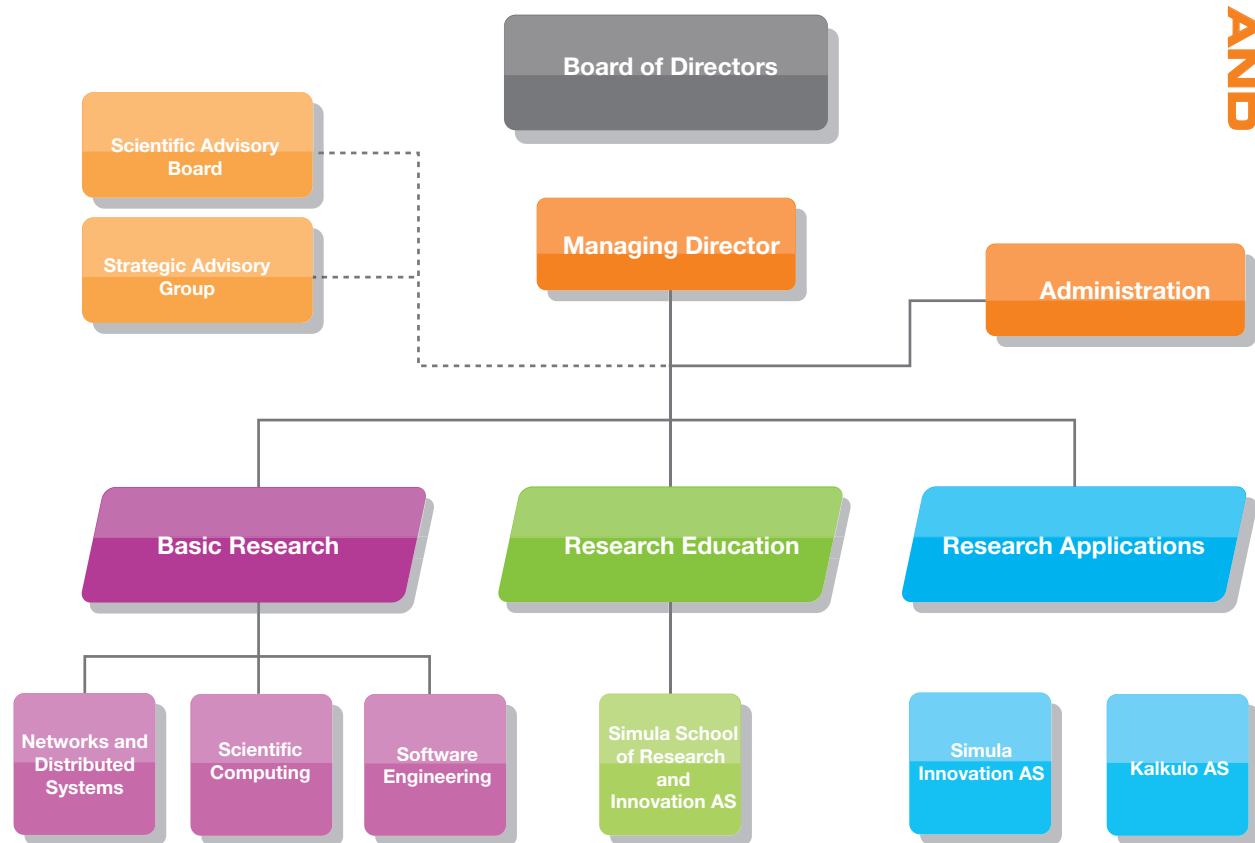 AND
Board of Directors
Scientific Advisory
Board
Strategic Advisory
Group
Managing Director
Administration
Basic Research
Research Education
Research Applications
Networks and
Distributed
Systems
Scientific
Computing
Software
Engineering
Simula School
of Research
and
Innovation AS
Simula
Innovation AS
Kalkulo AS